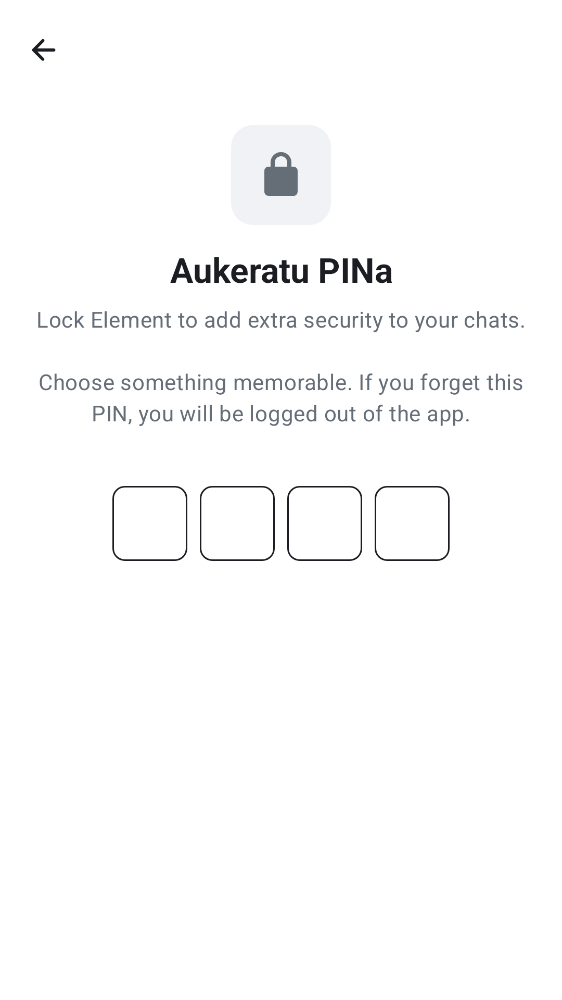 Aukeratu PINa
Lock Element to add extra security to your chats.
Choose something memorable. If you forget this
PIN, you will be logged out of the app.